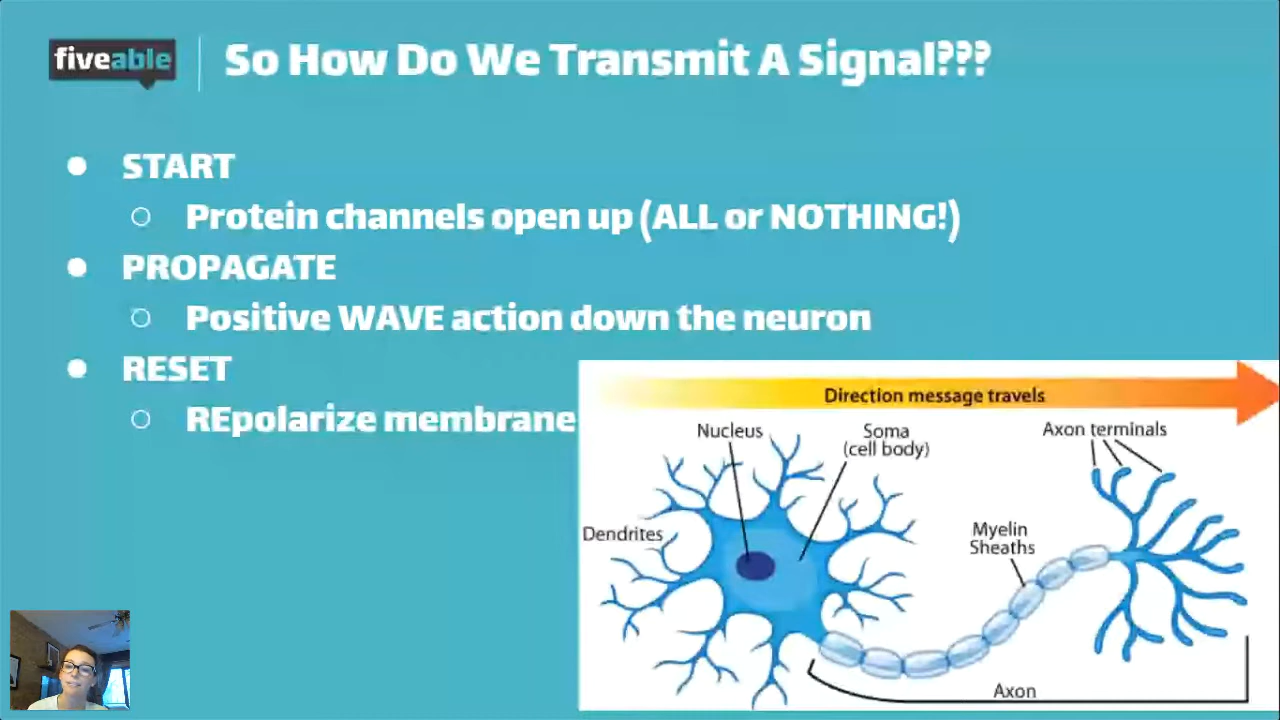 fiveable
So How Do We Transmit A Signal???
START
Protein channels open up (ALL or NOTHING!)
PROPAGATE
Positive WAVE action down the neuron
RESET
REpolarize membrane
Direction message travels
Nucleus
Soma
(cell body)
Axon terminals
Dendrites
Myelin
Sheaths
Axon